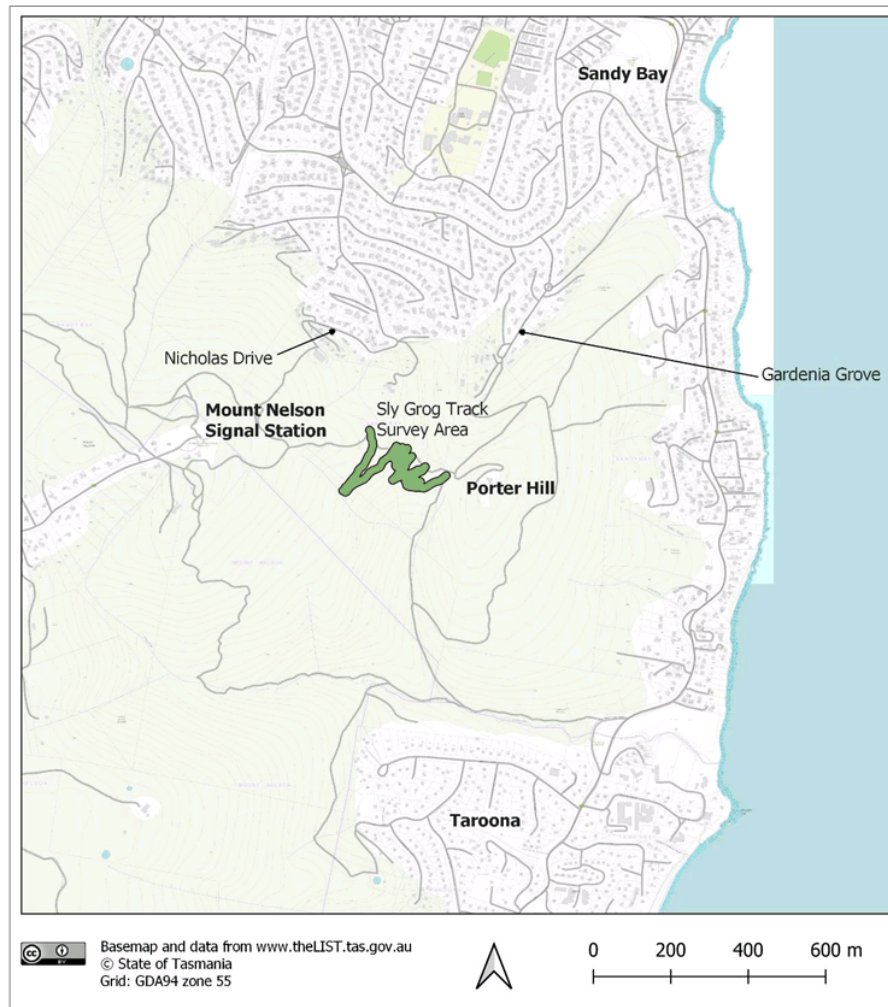 Sandy Bay
Nicholas Drive
Gardenia Grove
Mount Nelson
Signal Station
Sly Grog Track
Survey Area
Porter Hill
Taroona
cc
BY
Basemap and data from www.theLIST.tas.gov.au
© State of Tasmania
Grid: GDA94 zone 55
0 200 400 600 m